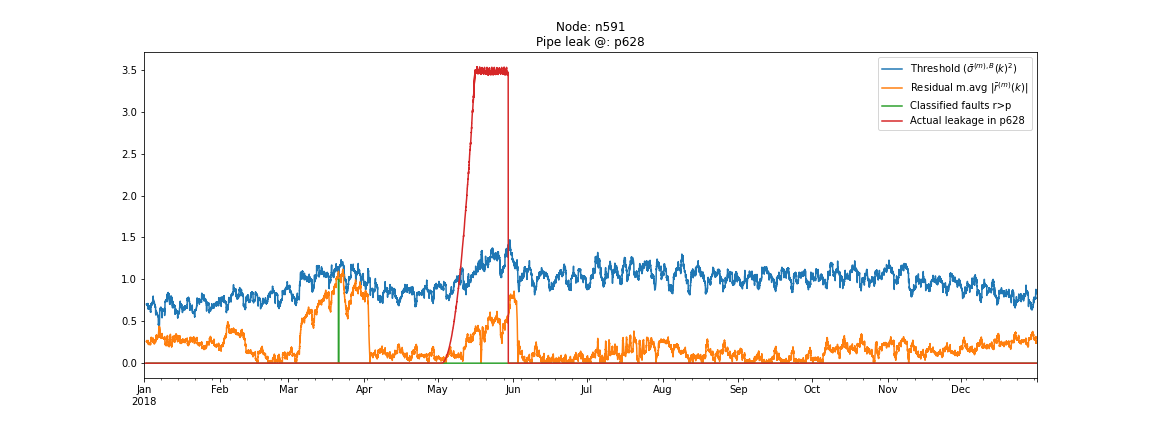 Node: n591
Pipe leak @: p628
3.5
3.0
2.5
2.0
1.5
1.0
0.5
0.0
Threshold (σ̄⁽ᵐ⁾,ᴮ(k)²)
Residual m.avg |r̄⁽ᵐ⁾(k)|
Classified faults r>p
Actual leakage in p628
Jan Feb Mar Apr May Jun Jul Aug Sep Oct Nov Dec
2018